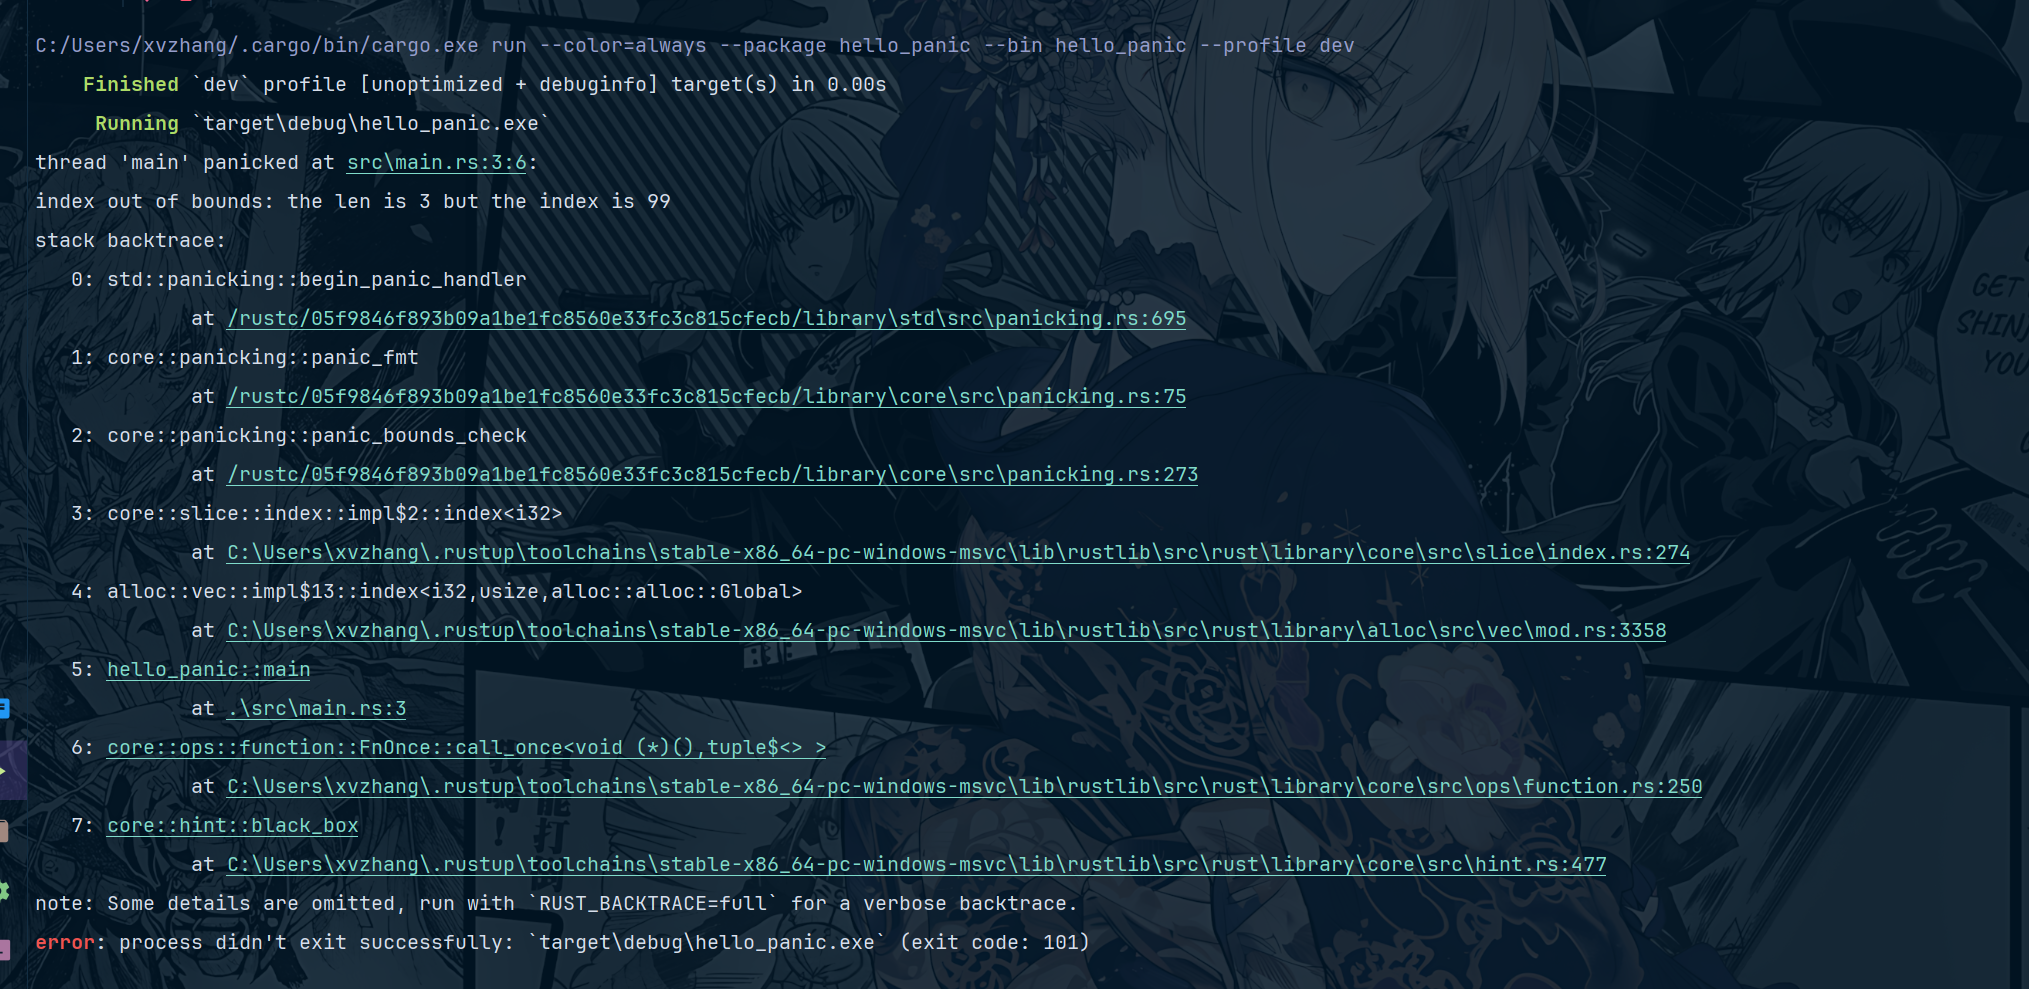 C:/Users/xvzhang/.cargo/bin/cargo.exe run --color=always --package hello_panic --bin hello_panic --profile dev
Finished `dev` profile [unoptimized + debuginfo] target(s) in 0.00s
Running `target\debug\hello_panic.exe`
thread 'main' panicked at src\main.rs:3:6:
index out of bounds: the len is 3 but the index is 99
stack backtrace:
0: std::panicking::begin_panic_handler
at /rustc/05f9846f893b09a1be1fc8560e33fc3c815cfecb/library\std\src\panicking.rs:695
1: core::panicking::panic_fmt
at /rustc/05f9846f893b09a1be1fc8560e33fc3c815cfecb/library\core\src\panicking.rs:75
2: core::panicking::panic_bounds_check
at /rustc/05f9846f893b09a1be1fc8560e33fc3c815cfecb/library\core\src\panicking.rs:273
3: core::slice::index::impl$2::index<i32>
at C:\Users\xvzhang\.rustup\toolchains\stable-x86_64-pc-windows-msvc\lib\rustlib\src\rust\library\core\src\slice\index.rs:274
4: alloc::vec::impl$13::index<i32,usize,alloc::alloc::Global>
at C:\Users\xvzhang\.rustup\toolchains\stable-x86_64-pc-windows-msvc\lib\rustlib\src\rust\library\alloc\src\vec\mod.rs:3358
5: hello_panic::main
at .\src\main.rs:3
6: core::ops::function::FnOnce::call_once<void (*)(),tuple$<> >
at C:\Users\xvzhang\.rustup\toolchains\stable-x86_64-pc-windows-msvc\lib\rustlib\src\rust\library\core\src\ops\function.rs:250
7: core::hint::black_box
at C:\Users\xvzhang\.rustup\toolchains\stable-x86_64-pc-windows-msvc\lib\rustlib\src\rust\library\core\src\hint.rs:477
note: Some details are omitted, run with `RUST_BACKTRACE=full` for a verbose backtrace.
error: process didn't exit successfully: `target\debug\hello_panic.exe` (exit code: 101)
GET